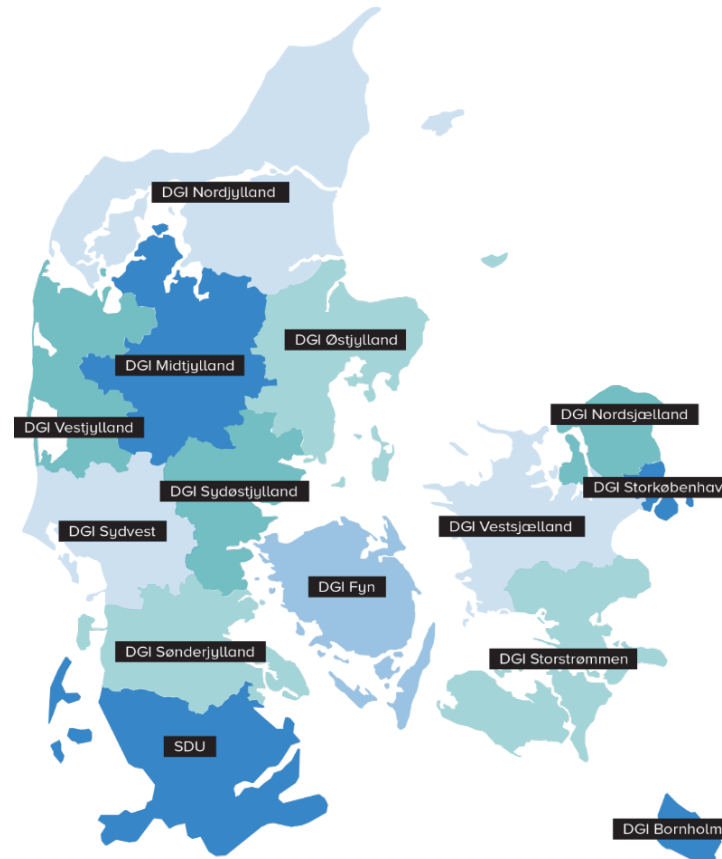 DGI Nordjylland
DGI Østjylland
DGI Midtjylland
DGI Vestjylland
DGI Nordsjælland
DGI Sydøstjylland
DGI Storkøbenhav
DGI Sydvest
DGI Vestsjælland
DGI Fyn
DGI Sønderjylland
DGI Storstrømmen
SDU
DGI Bornholm